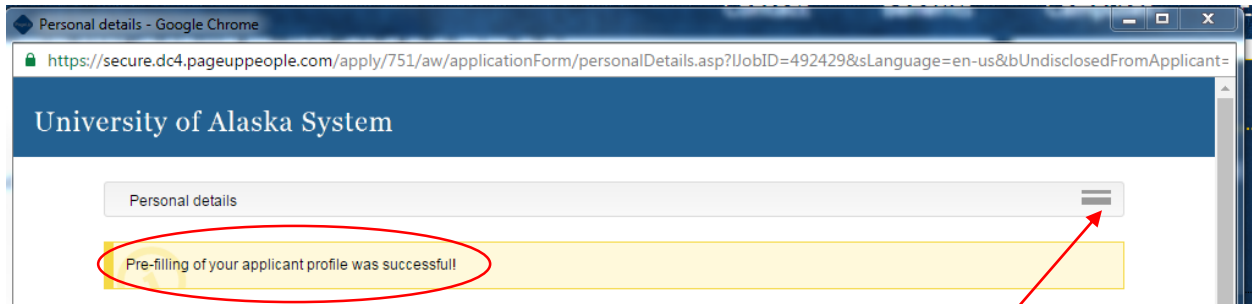 Personal details - Google Chrome
https://secure.dc4.pageuppeople.com/apply/751/aw/applicationForm/personalDetails.asp?lJobID=492429&sLanguage=en-us&bUndisclosedFromApplicant=
University of Alaska System
Personal details
Pre-filling of your applicant profile was successful!